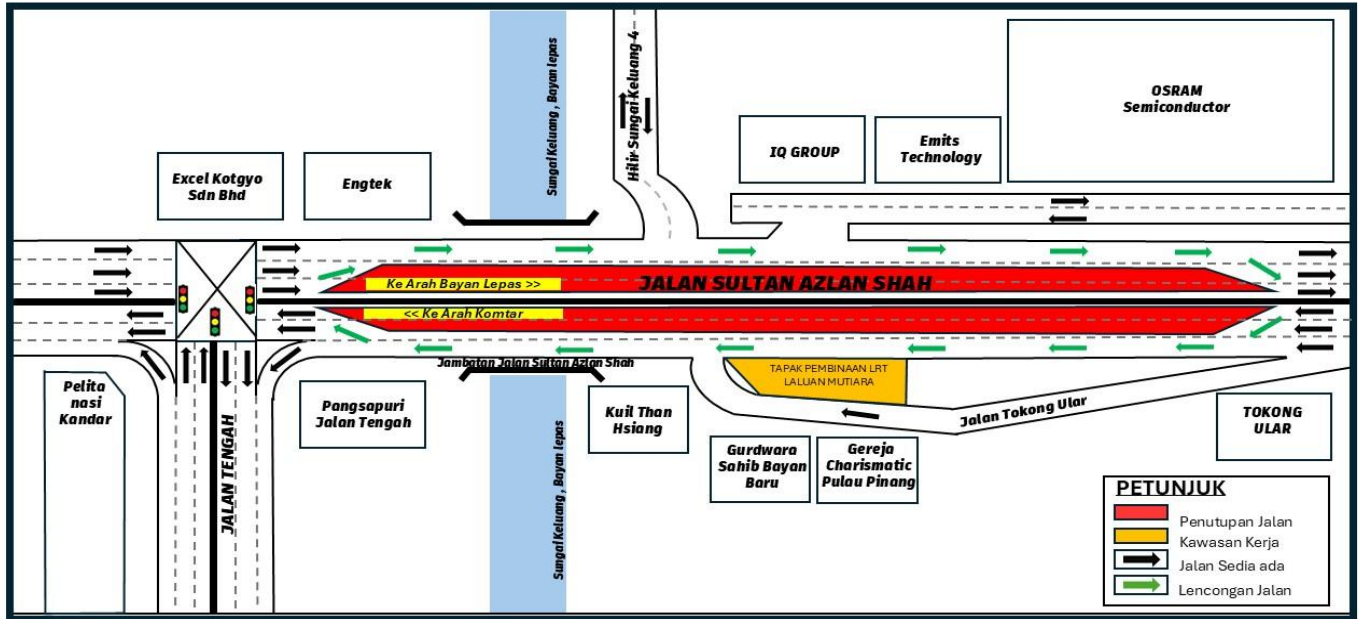 Sungai Keluang , Bayan lepas
Hilir Sungai Keluang 4
OSRAM
Semiconductor
IQ GROUP
Emits
Technology
Excel Kotgyo
Sdn Bhd
Engtek
Ke Arah Bayan Lepas >>
JALAN SULTAN AZLAN SHAH
<< Ke Arah Komtar
Jambatan Jalan Sultan Azlan Shah
TAPAK PEMBINAAN LRT
LALUAN MUTIARA
Pelita
nasi
Kandar
JALAN TENGAH
Pangsapuri
Jalan Tengah
Sungai Keluang , Bayan lepas
Kuil Than
Hsiang
Jalan Tokong Ular
Gurdwara
Sahib Bayan
Baru
Gereja
Charismatic
Pulau Pinang
TOKONG
ULAR
PETUNJUK
Penutupan Jalan
Kawasan Kerja
Jalan Sedia ada
Lencongan Jalan